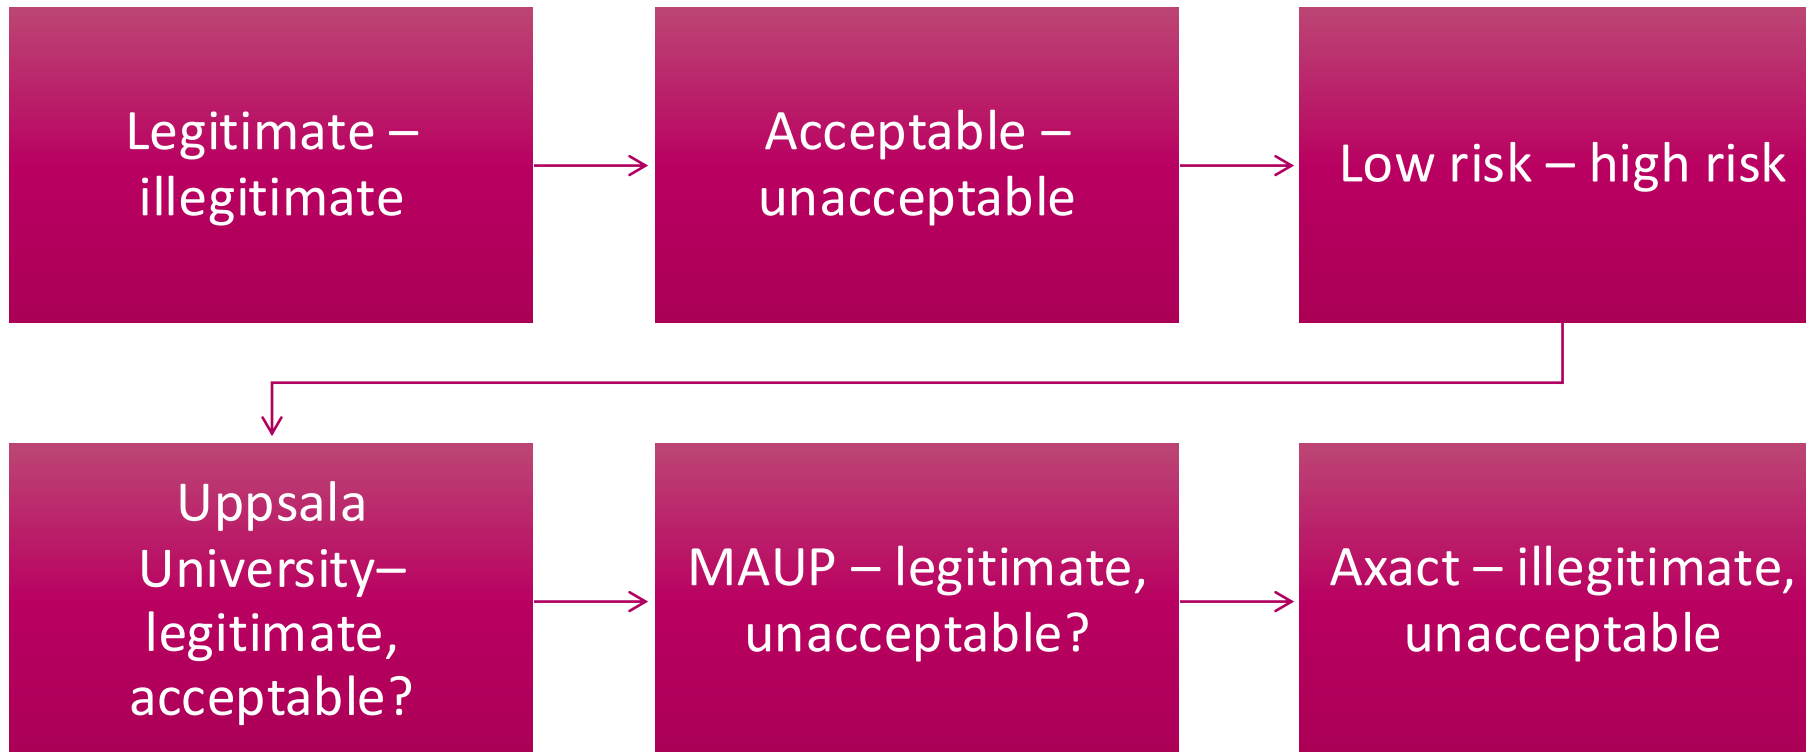 Legitimate –
illegitimate
Acceptable –
unacceptable
Low risk – high risk
Uppsala
University–
legitimate,
acceptable?
MAUP – legitimate,
unacceptable?
Axact – illegitimate,
unacceptable